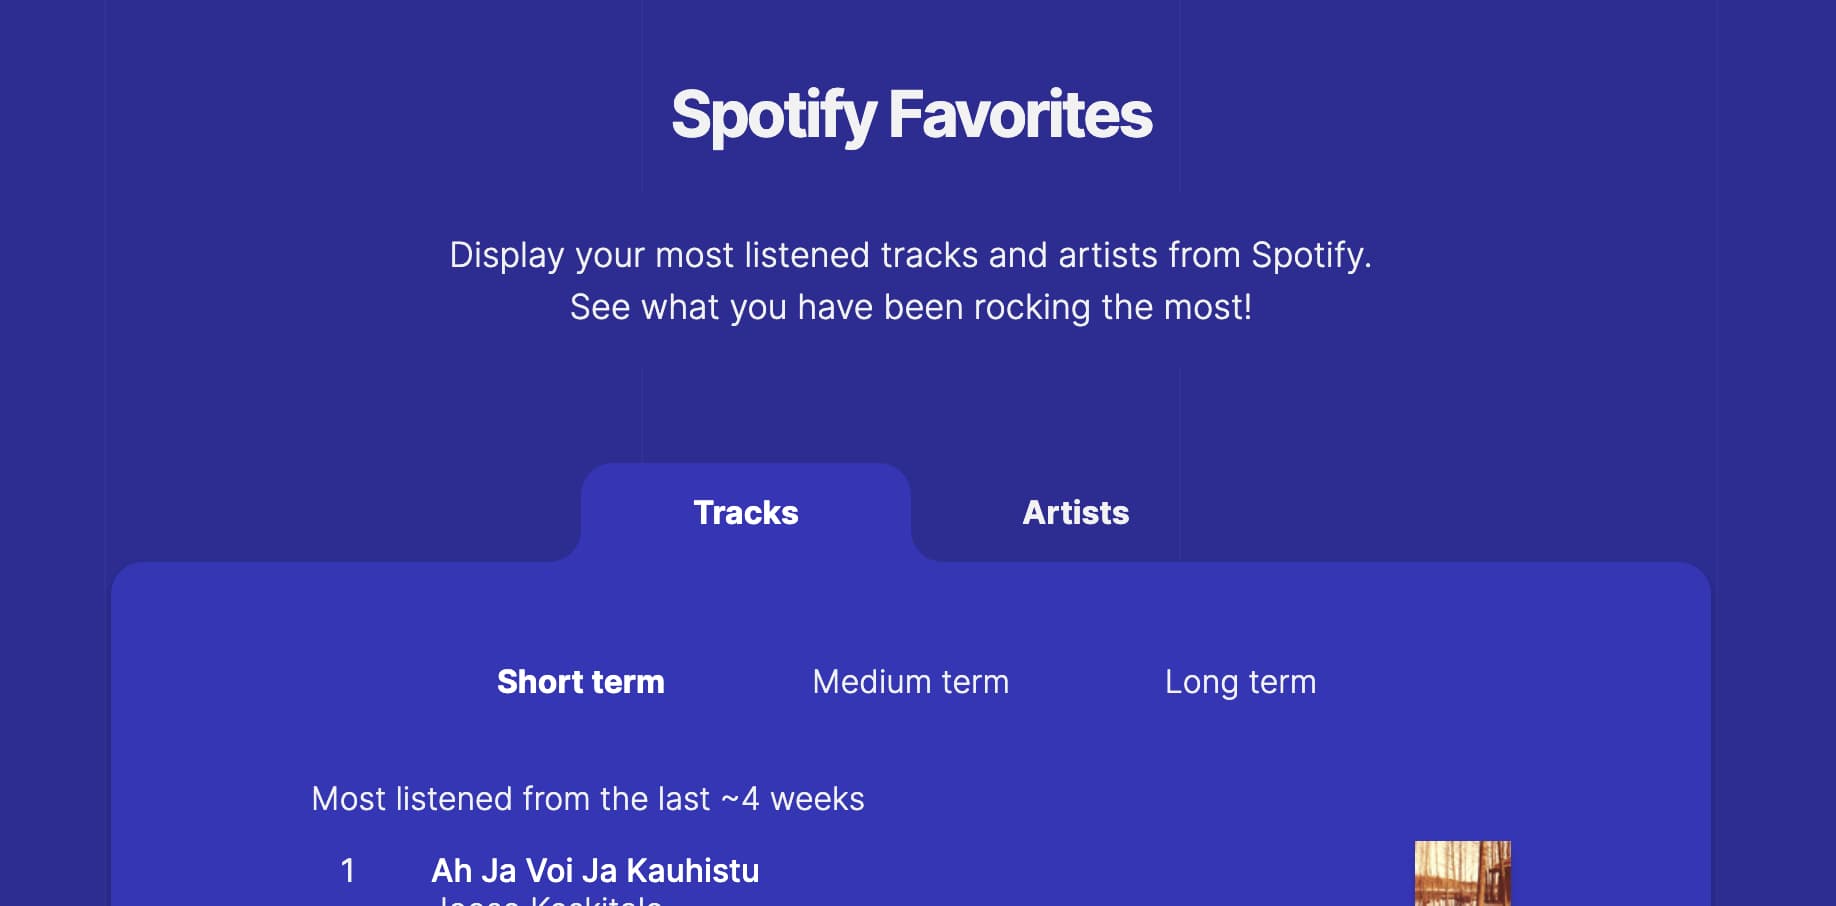 Spotify Favorites
Display your most listened tracks and artists from Spotify.
See what you have been rocking the most!
Tracks
Artists
Short term
Medium term
Long term
Most listened from the last ~4 weeks
1
Ah Ja Voi Ja Kauhistu